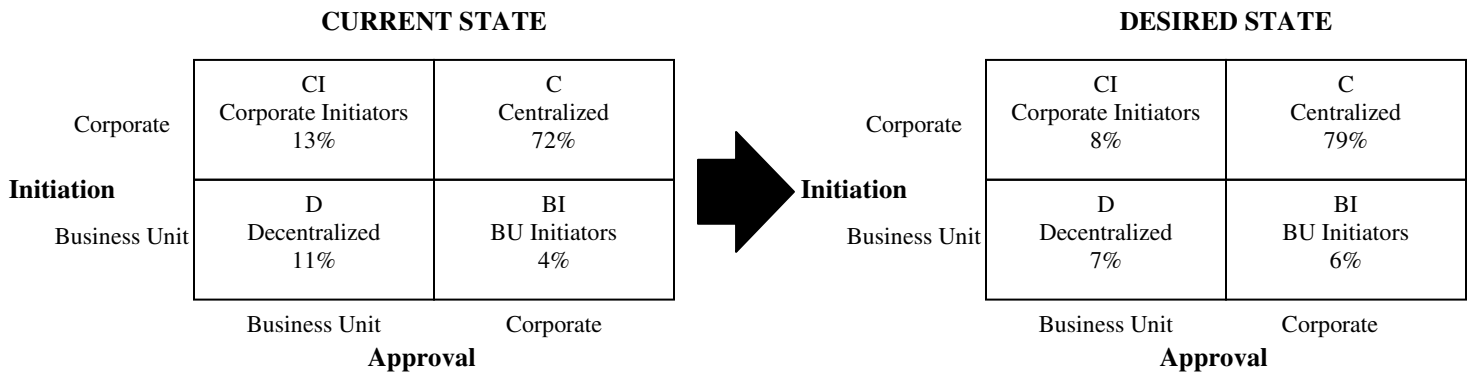 CURRENT STATE
CI
Corporate Initiators
13%
C
Centralized
72%
Corporate
Initiation
Business Unit
D
Decentralized
11%
BI
BU Initiators
4%
Business Unit
Corporate
Approval
DESIRED STATE
CI
Corporate Initiators
8%
C
Centralized
79%
Corporate
Initiation
Business Unit
D
Decentralized
7%
BI
BU Initiators
6%
Business Unit
Corporate
Approval